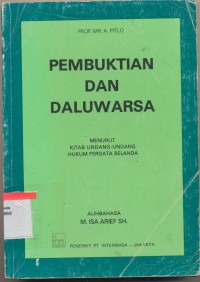 PROF. MR. A. PITLO
PEMBUKTIAN
DAN
DALUWARSA
MENURUT
KITAB UNDANG-UNDANG
HUKUM PERDATA BELANDA
ALIHBAHASA
M. ISA ARIEF SH.
PENERBIT PT INTERMASA - JAKARTA